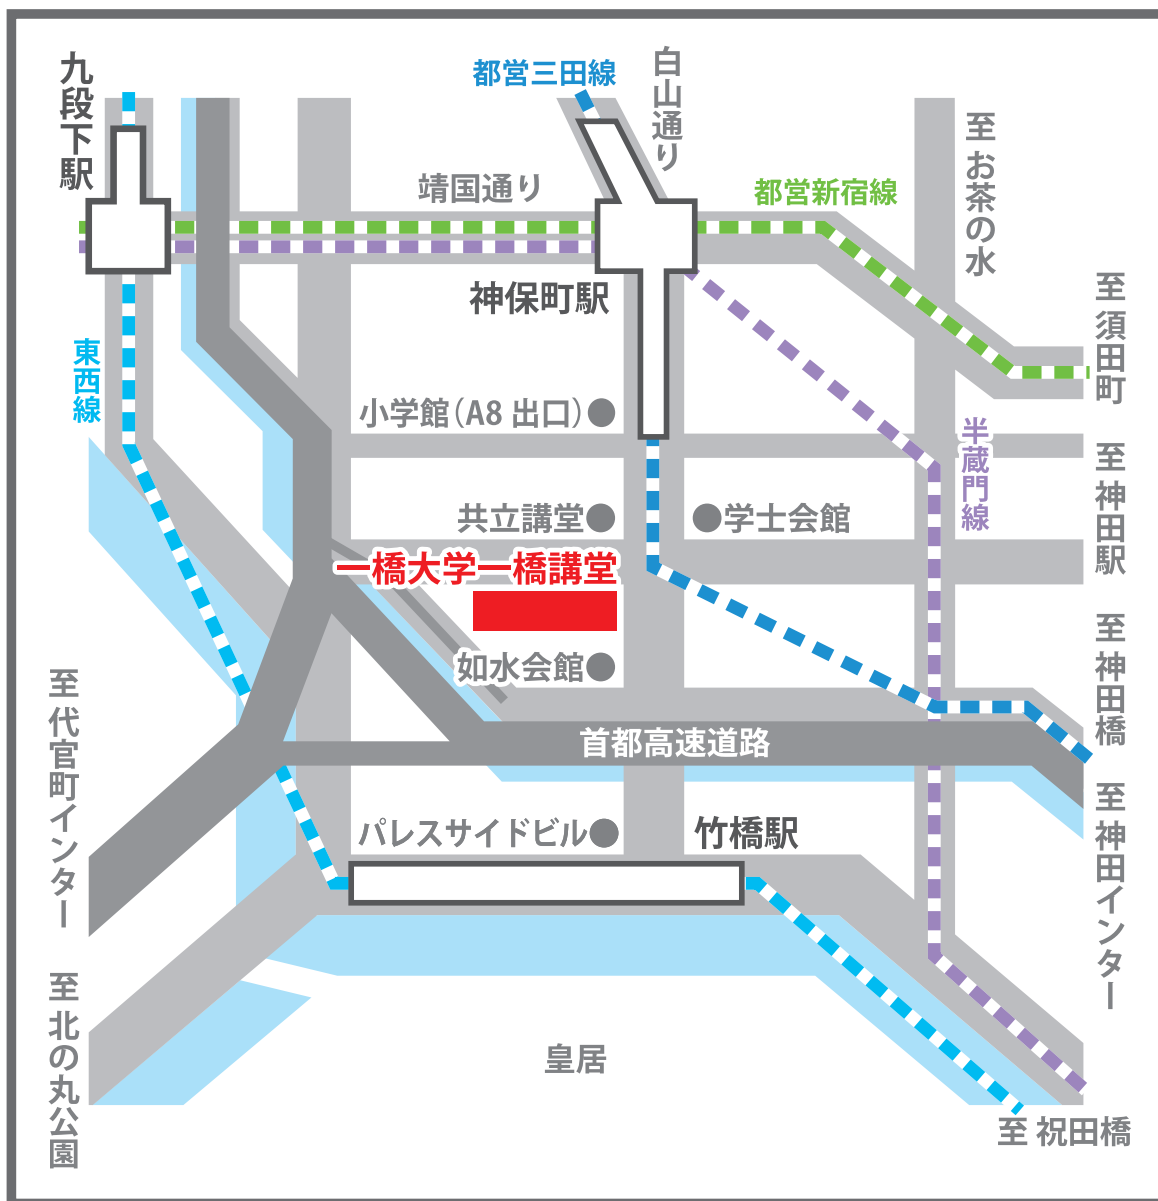 九段下駅
都営三田線
白山通り
至 お茶の水
靖国通り
都営新宿線
神保町駅
至 須田町
東西線
小学館（A8 出口）
半蔵門線
至 神田駅
共立講堂
学士会館
一橋大学一橋講堂
如水会館
至 神田橋
至 代官町インター
首都高速道路
至 神田インター
パレスサイドビル
竹橋駅
至 北の丸公園
皇居
至 祝田橋